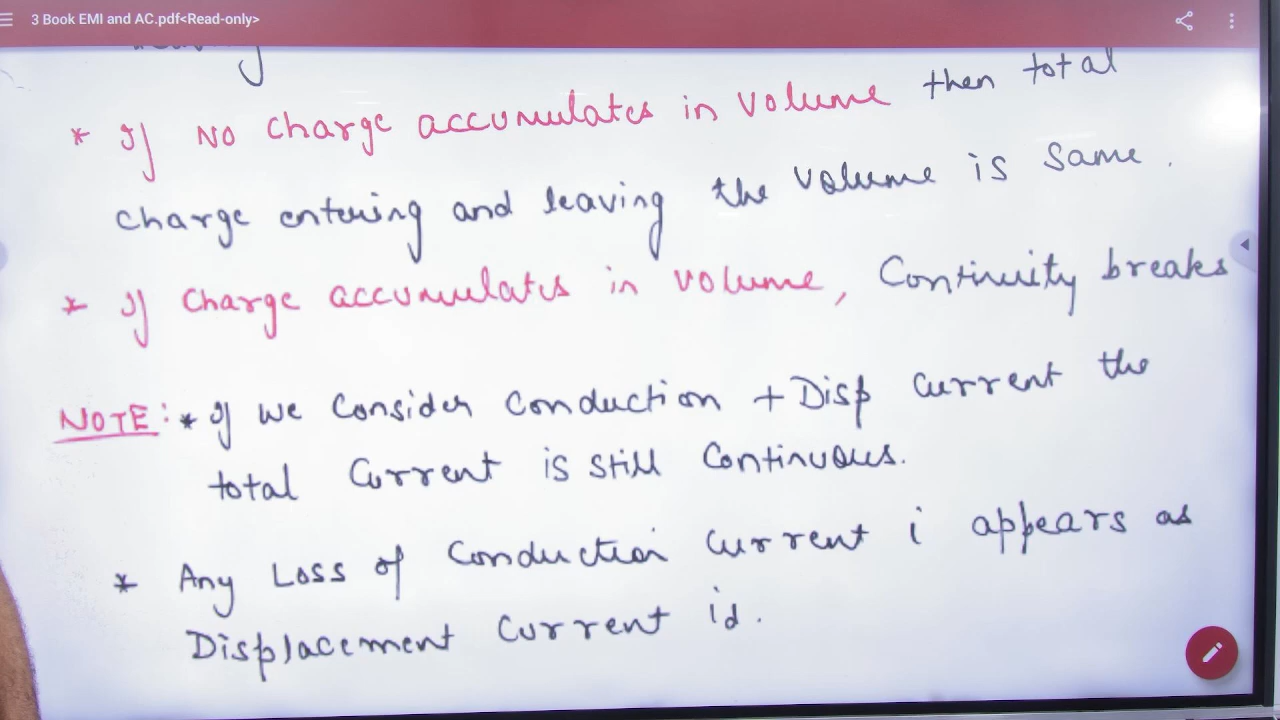 3 Book EMI and AC.pdf<Read-only>
* If No charge accumulates in volume then total
charge entering and leaving the volume is same.
* If charge accumulates in volume, Continuity breaks
NOTE: * If we consider conduction + Disp current the
total current is still continuous.
* Any Loss of conduction current i appears as
Displacement current id.